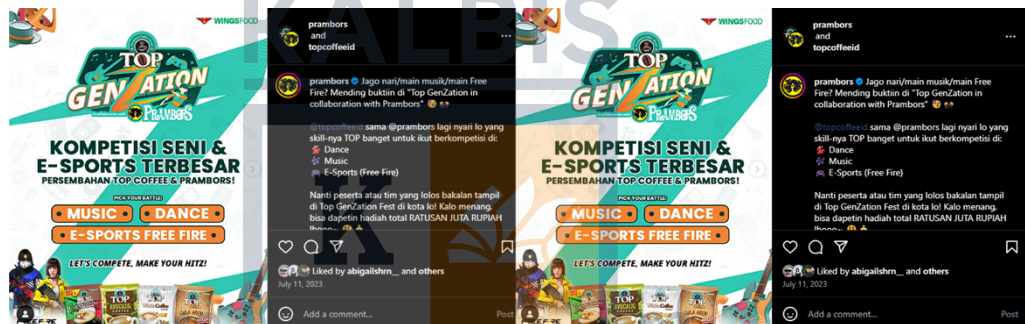 WINGSFOOD
TOP
GENZATION
PRAMBORS
KOMPETISI SENI &
E-SPORTS TERBESAR
PERSEMBAHAN TOP COFFEE & PRAMBORS!
PICK YOUR BATTLE:
MUSIC • DANCE
E-SPORTS FREE FIRE
LET'S COMPETE, MAKE YOUR HITZ!
TOP
TOP
TOP
TOP
prambors
and
topcoffeeid
prambors Jago nari/main musik/main Free
Fire? Mending buktiin di "Top GenZation in
collaboration with Prambors"
@topcoffeeid sama @prambors lagi nyari lo yang
skill-nya TOP banget untuk ikut berkompetisi di:
Dance
Music
E-Sports (Free Fire)
Nanti peserta atau tim yang lolos bakalan tampil
di Top GenZation Fest di kota lo! Kalo menang,
bisa dapetin hadiah total RATUSAN JUTA RUPIAH
Liked by abigailshrn__ and others
July 11, 2023
Add a comment...
Post
WINGSFOOD
TOP
GENZATION
PRAMBORS
KOMPETISI SENI &
E-SPORTS TERBESAR
PERSEMBAHAN TOP COFFEE & PRAMBORS!
PICK YOUR BATTLE:
MUSIC • DANCE
E-SPORTS FREE FIRE
LET'S COMPETE, MAKE YOUR HITZ!
TOP
TOP
TOP
TOP
prambors
and
topcoffeeid
prambors Jago nari/main musik/main Free
Fire? Mending buktiin di "Top GenZation in
collaboration with Prambors"
@topcoffeeid sama @prambors lagi nyari lo yang
skill-nya TOP banget untuk ikut berkompetisi di:
Dance
Music
E-Sports (Free Fire)
Nanti peserta atau tim yang lolos bakalan tampil
di Top GenZation Fest di kota lo! Kalo menang,
bisa dapetin hadiah total RATUSAN JUTA RUPIAH
Liked by abigailshrn__ and others
July 11, 2023
Add a comment...
Post
KALBIS